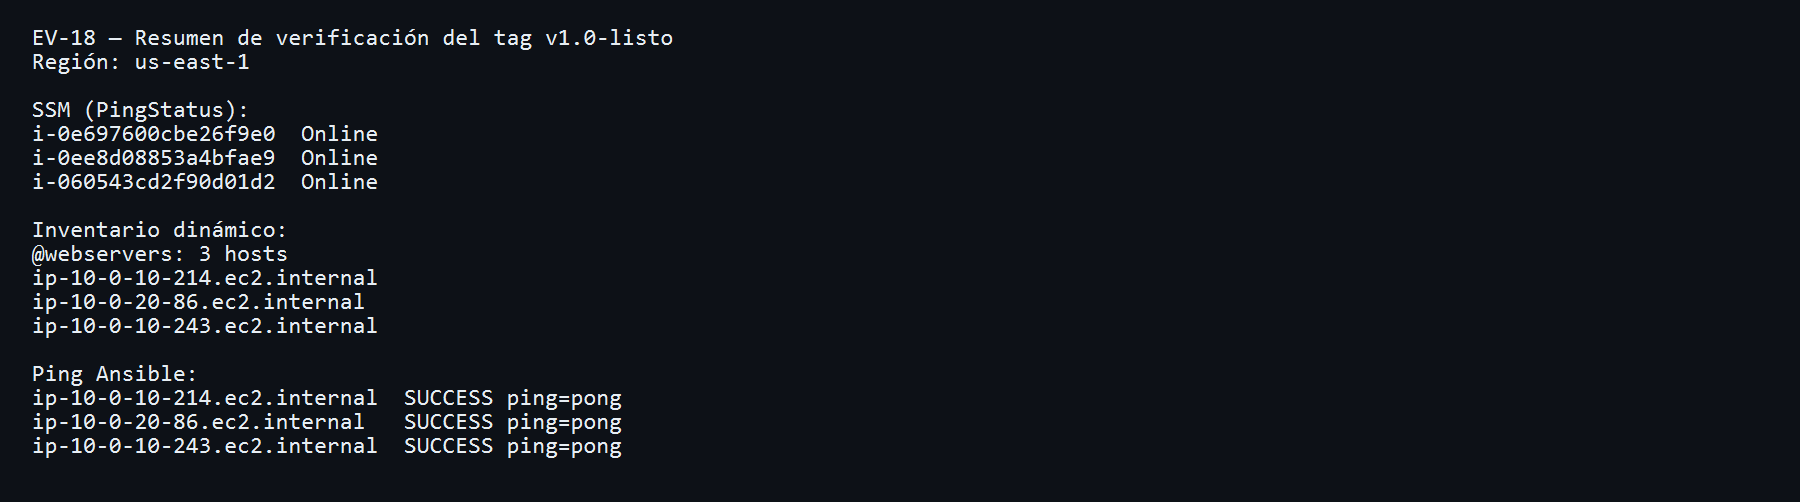 EV-18 — Resumen de verificación del tag v1.0-listo
Región: us-east-1
SSM (PingStatus):
i-0e697600cbe26f9e0  Online
i-0ee8d08853a4bfae9  Online
i-060543cd2f90d01d2  Online
Inventario dinámico:
@webservers: 3 hosts
ip-10-0-10-214.ec2.internal
ip-10-0-20-86.ec2.internal
ip-10-0-10-243.ec2.internal
Ping Ansible:
ip-10-0-10-214.ec2.internal  SUCCESS ping=pong
ip-10-0-20-86.ec2.internal   SUCCESS ping=pong
ip-10-0-10-243.ec2.internal  SUCCESS ping=pong